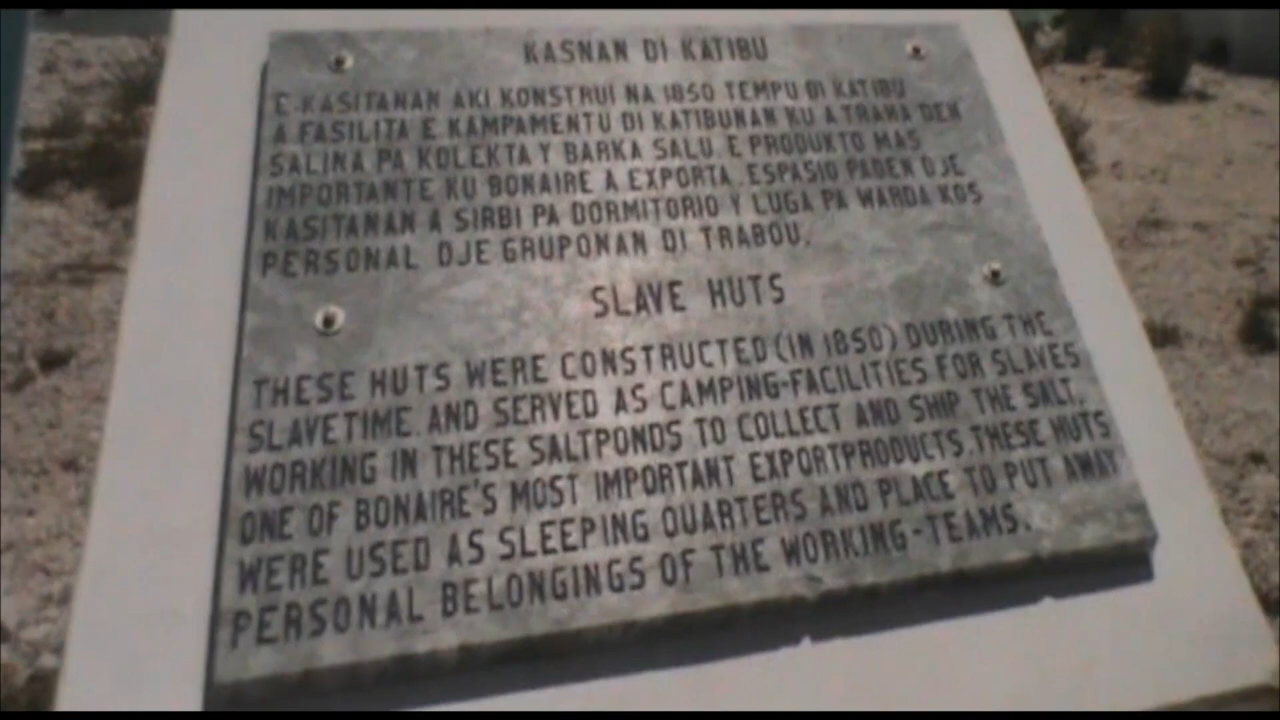 KASNAN DI KATIBU
E KASITANAN AKI KONSTRUI NA 1850 TEMPU DI KATIBU
A FASILITA E KAMPAMENTU DI KATIBUNAN KU A TRAHA DEN
SALINA PA KOLEKTA Y BARKA SALU. E PRODUKTO MAS
IMPORTANTE KU BONAIRE A EXPORTA. ESPASIO PADEN DJE
KASITANAN A SIRBI PA DORMITORIO Y LUGA PA WARDA KOS
PERSONAL DJE GRUPONAN DI TRABOU.
SLAVE HUTS
THESE HUTS WERE CONSTRUCTED (IN 1850) DURING THE
SLAVETIME AND SERVED AS CAMPING-FACILITIES FOR SLAVES
WORKING IN THESE SALTPONDS TO COLLECT AND SHIP THE SALT,
ONE OF BONAIRE'S MOST IMPORTANT EXPORTPRODUCTS. THESE HUTS
WERE USED AS SLEEPING QUARTERS AND PLACE TO PUT AWAY
PERSONAL BELONGINGS OF THE WORKING-TEAMS.